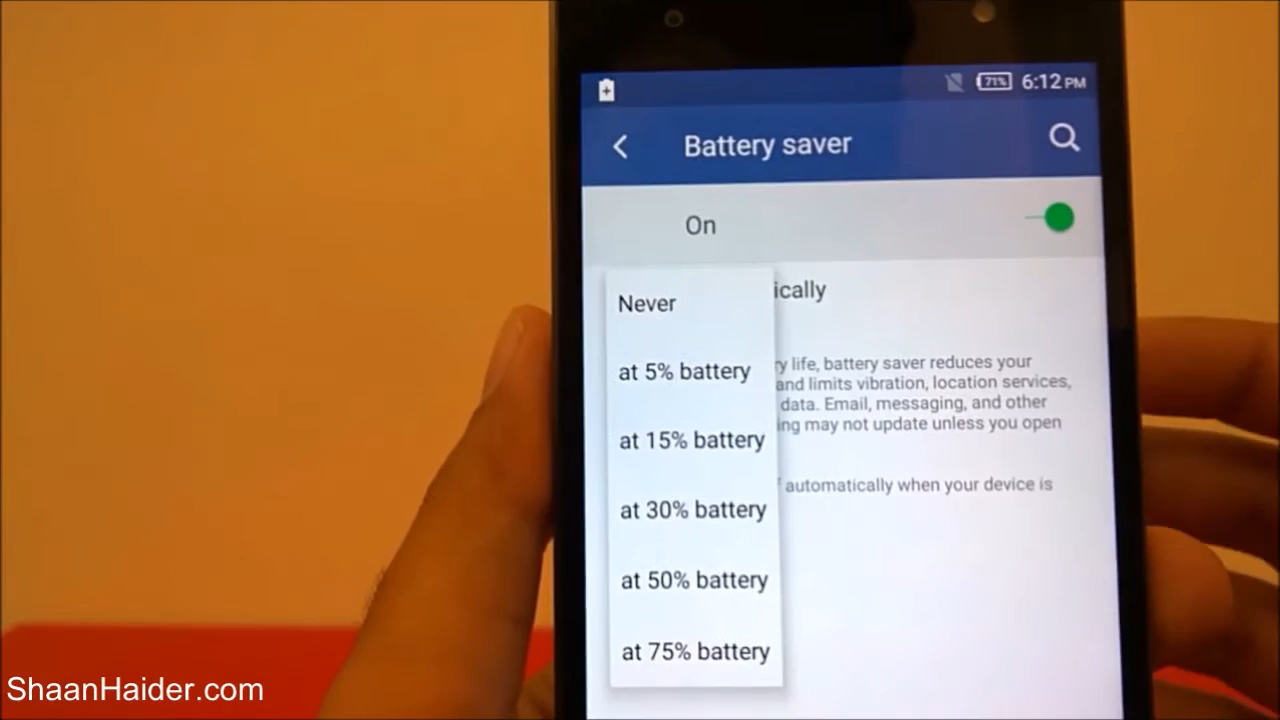 71% 6:12 PM
Battery saver
On
Never
ically
at 5% battery
life, battery saver reduces your
and limits vibration, location services,
data. Email, messaging, and other
at 15% battery
ing may not update unless you open
automatically when your device is
at 30% battery
at 50% battery
at 75% battery
ShaanHaider.com